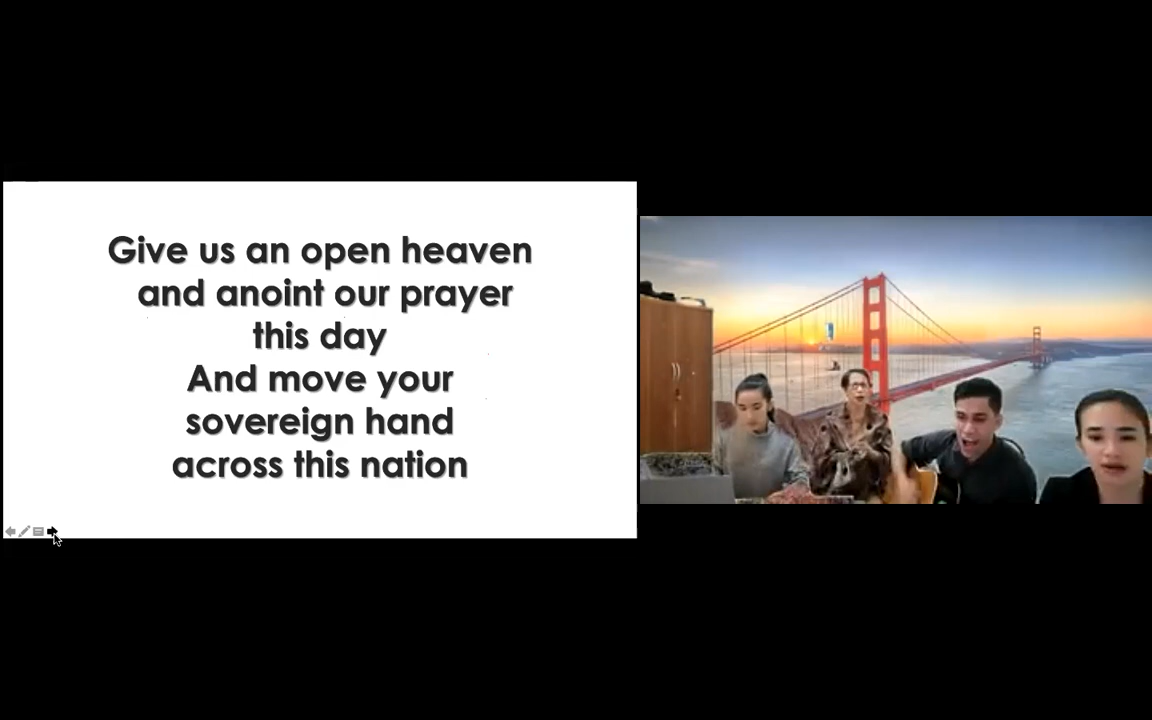 Give us an open heaven
and anoint our prayer
this day
And move your
sovereign hand
across this nation